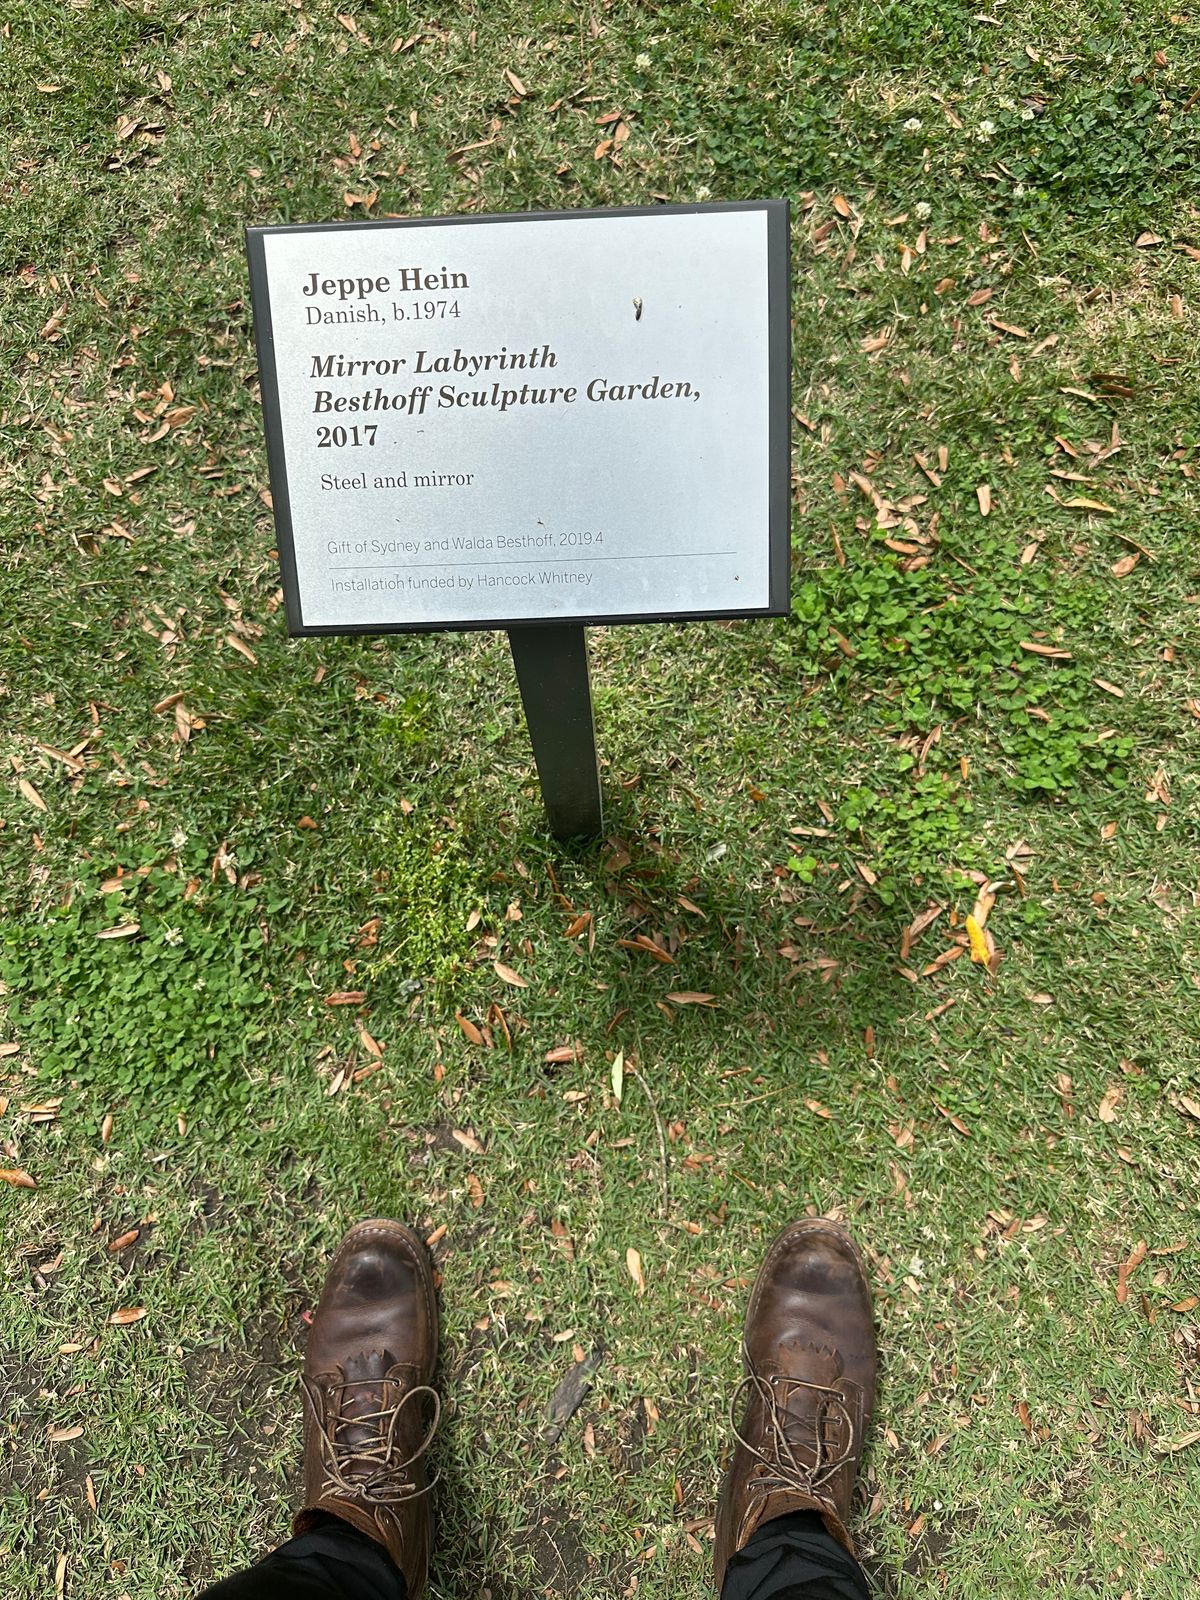 Jeppe Hein
Danish, b.1974
Mirror Labyrinth
Besthoff Sculpture Garden,
2017
Steel and mirror
Gift of Sydney and Walda Besthoff, 2019.4
Installation funded by Hancock Whitney